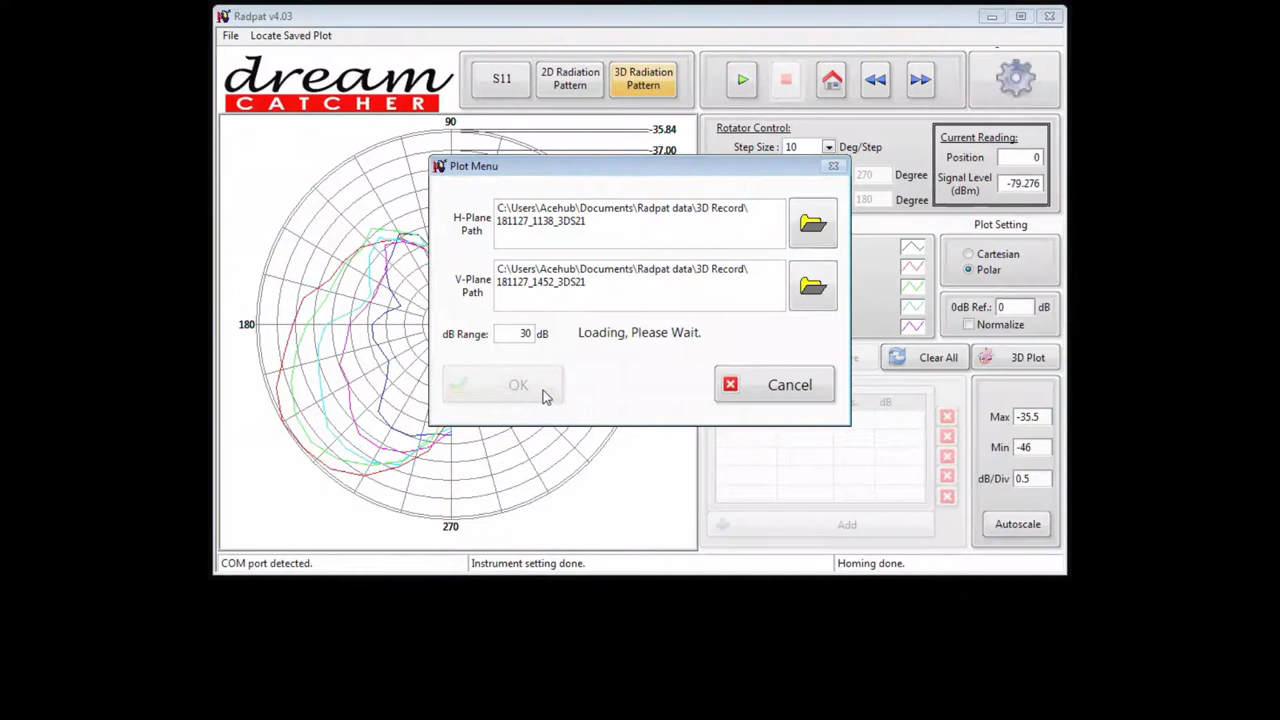 Radpat v4.03
File Locate Saved Plot
dream
CATCHER
S11
2D Radiation
Pattern
3D Radiation
Pattern
90
-35.84
-37.00
180
270
Rotator Control:
Step Size : 10 Deg/Step
270 Degree
180 Degree
Current Reading:
Position 0
Signal Level
(dBm)
-79.276
Plot Menu
H-Plane
Path
C:\Users\Acehub\Documents\Radpat data\3D Record\
181127_1138_3DS21
V-Plane
Path
C:\Users\Acehub\Documents\Radpat data\3D Record\
181127_1452_3DS21
dB Range: 30 dB Loading, Please Wait.
OK Cancel
Plot Setting
Cartesian
Polar
0dB Ref.: 0 dB
Normalize
Clear All 3D Plot
dB
Max -35.5
Min -46
dB/Div 0.5
Add
Autoscale
COM port detected. Instrument setting done. Homing done.